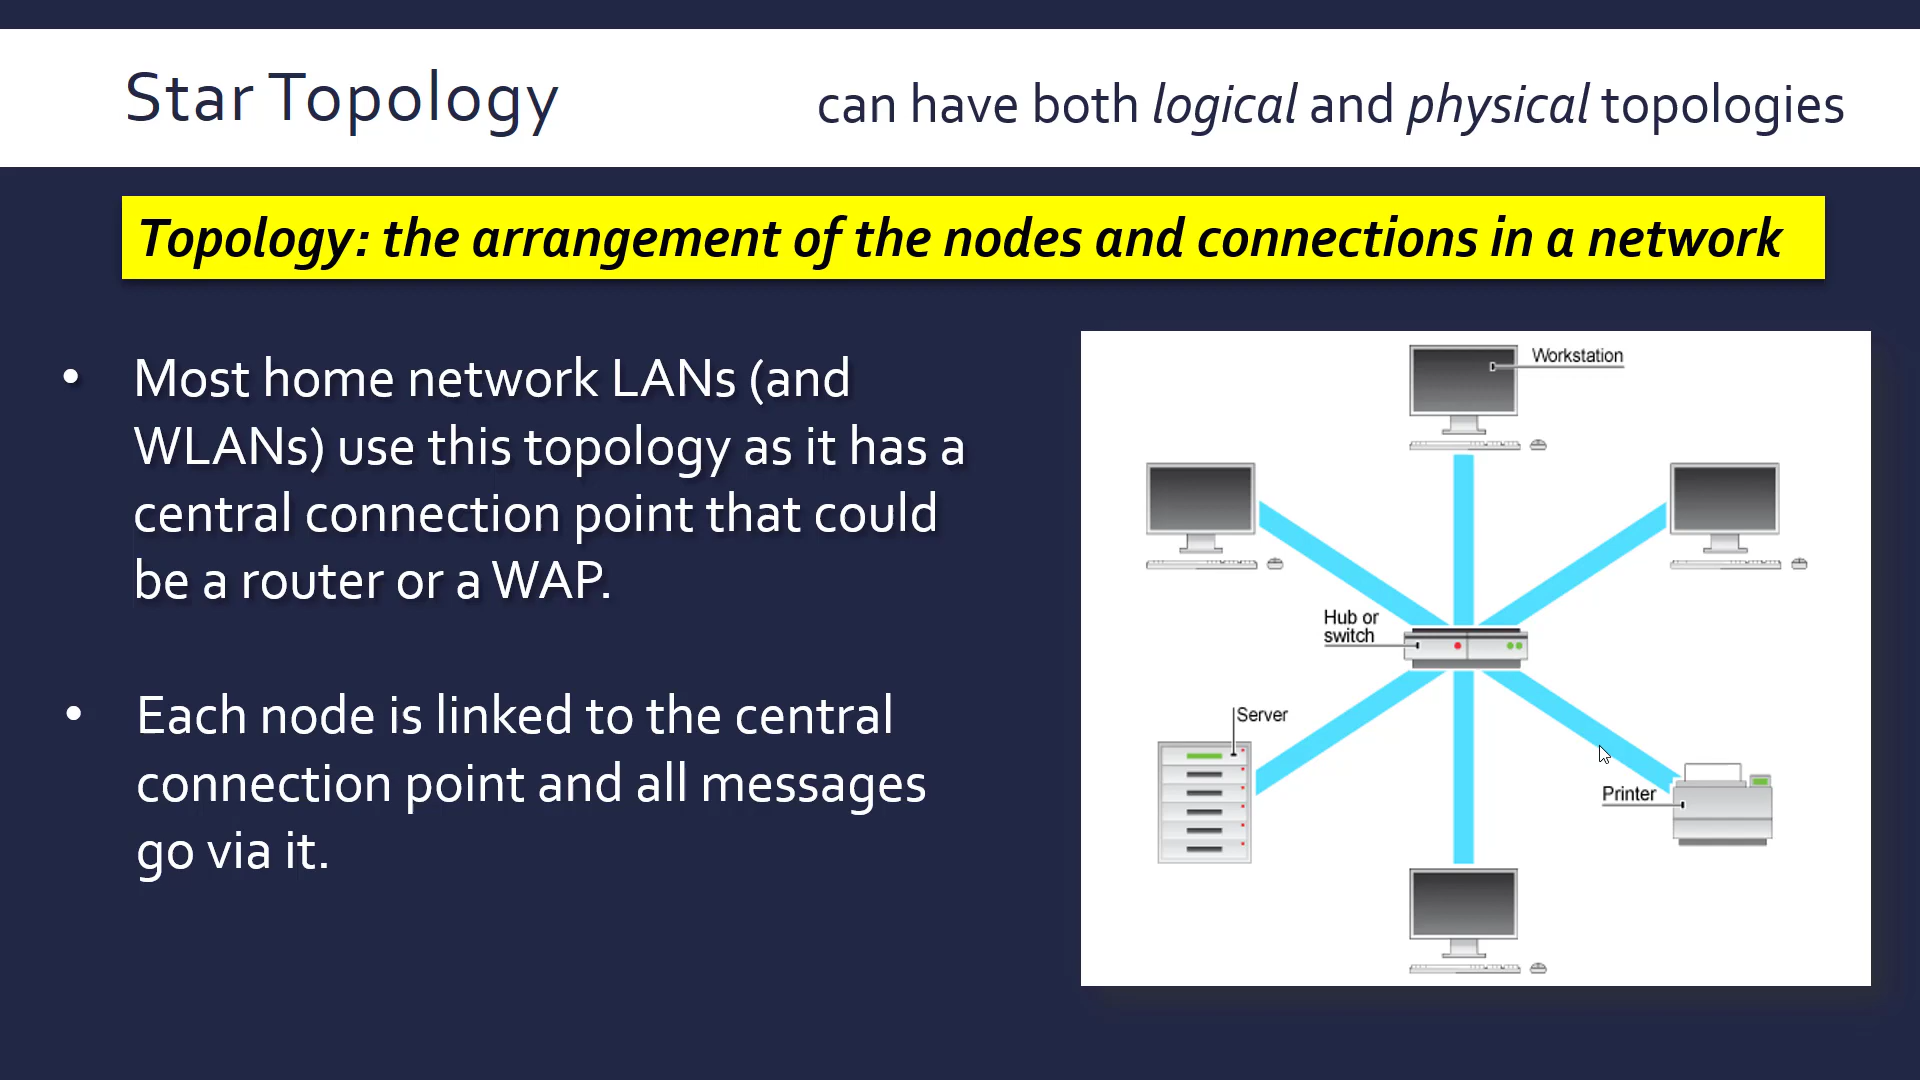 Star Topology
can have both logical and physical topologies
Topology: the arrangement of the nodes and connections in a network
• Most home network LANs (and
WLANs) use this topology as it has a
central connection point that could
be a router or a WAP.
• Each node is linked to the central
connection point and all messages
go via it.
Workstation
Hub or
switch
Server
Printer